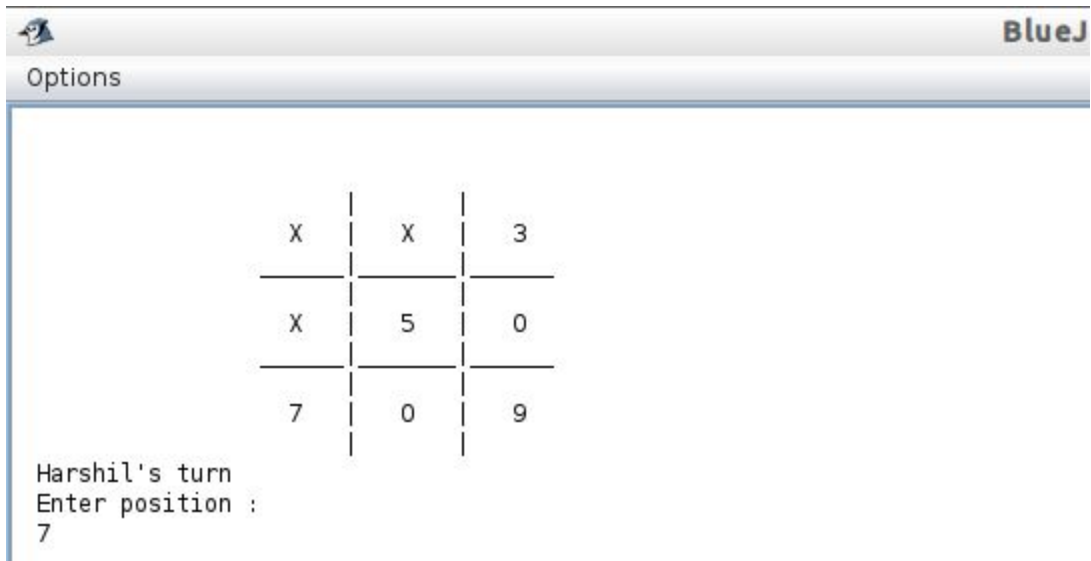 BlueJ
Options
X | X | 3
X | 5 | 0
7 | 0 | 9
Harshil's turn
Enter position :
7